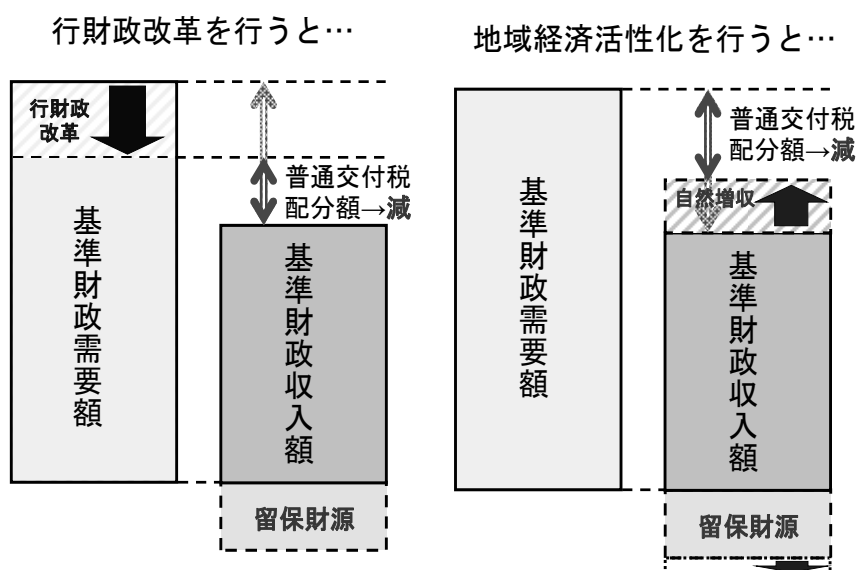 行財政改革を行うと…
行財政
改革
普通交付税
配分額→減
基準財政需要額
基準財政収入額
留保財源
地域経済活性化を行うと…
普通交付税
配分額→減
自然増収
基準財政需要額
基準財政収入額
留保財源